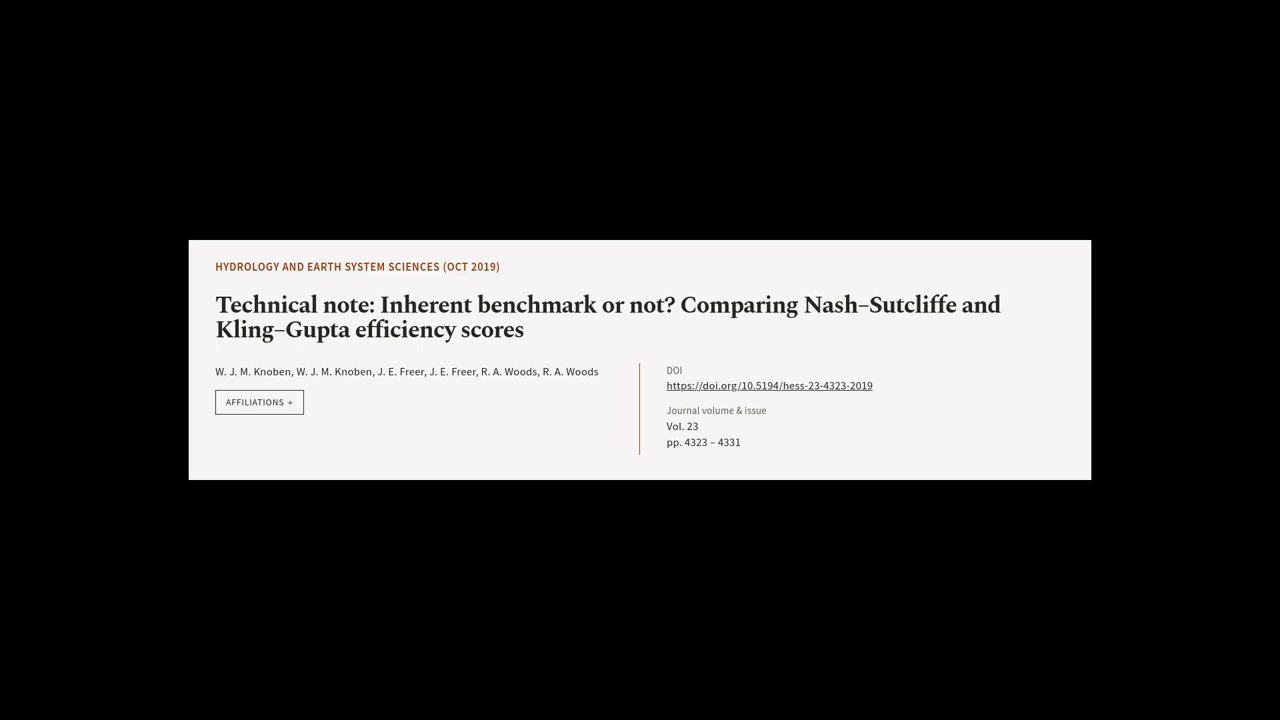 HYDROLOGY AND EARTH SYSTEM SCIENCES (OCT 2019)
Technical note: Inherent benchmark or not? Comparing Nash–Sutcliffe and
Kling–Gupta efficiency scores
W. J. M. Knoben, W. J. M. Knoben, J. E. Freer, J. E. Freer, R. A. Woods, R. A. Woods
AFFILIATIONS +
DOI
https://doi.org/10.5194/hess-23-4323-2019
Journal volume & issue
Vol. 23
pp. 4323 – 4331